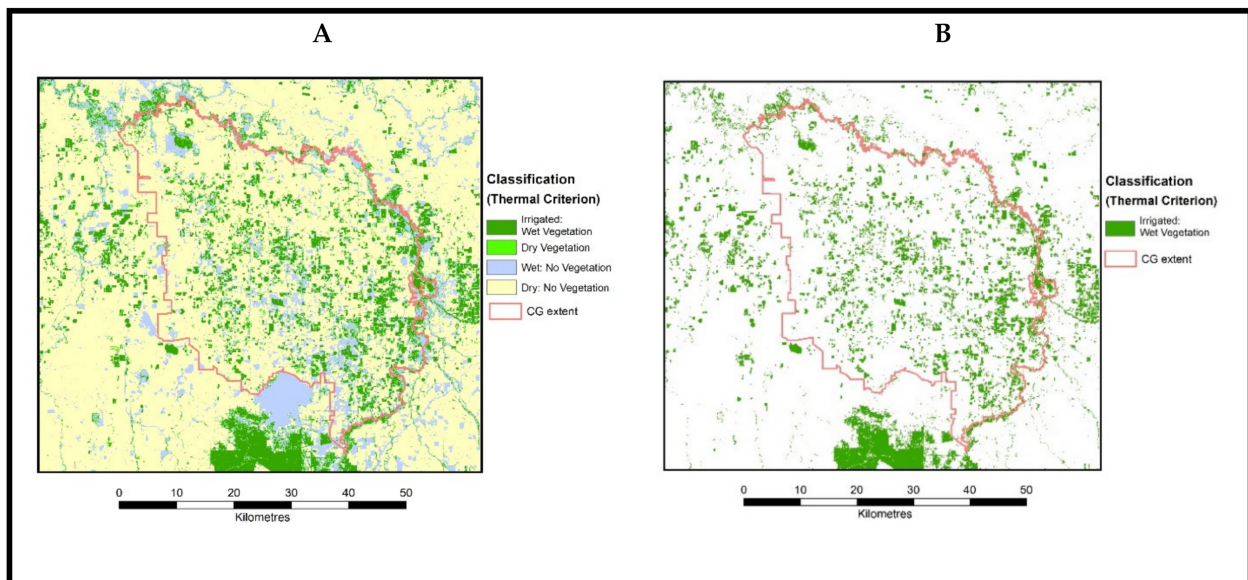 A
B
Classification
(Thermal Criterion)
Irrigated:
Wet Vegetation
Dry Vegetation
Wet: No Vegetation
Dry: No Vegetation
CG extent
0 10 20 30 40 50
Kilometres
Classification
(Thermal Criterion)
Irrigated:
Wet Vegetation
CG extent
0 10 20 30 40 50
Kilometres